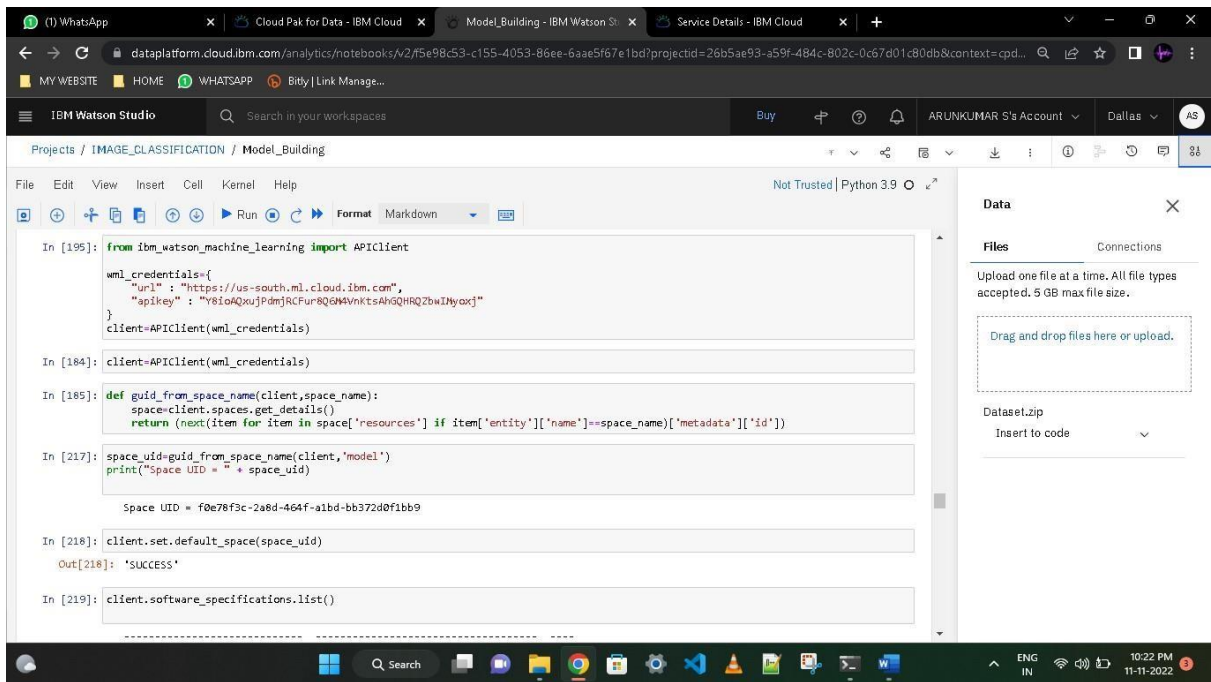 (1) WhatsApp
Cloud Pak for Data - IBM Cloud
Model_Building - IBM Watson St
Service Details - IBM Cloud
dataplatform.cloud.ibm.com/analytics/notebooks/v2/f5e98c53-c155-4053-86ee-6aae5f67e1bd?projectid=26b5ae93-a59f-484c-802c-0c67d01c80db&context=cpd...
MY WEBSITE HOME WHATSAPP Bitly | Link Manage...
IBM Watson Studio Search in your workspaces Buy ARUNKUMAR S's Account Dallas AS
Projects / IMAGE_CLASSIFICATION / Model_Building
File Edit View Insert Cell Kernel Help Not Trusted Python 3.9
Run Format Markdown
In [195]: from ibm_watson_machine_learning import APIClient
wml_credentials={
"url" : "https://us-south.ml.cloud.ibm.com",
"apikey" : "Y8ioAQxujPdmjRCFur8Q6M4VnKtsAhGQHRQZbwIMyoxj"
}
client=APIClient(wml_credentials)
In [184]: client=APIClient(wml_credentials)
In [185]: def guid_from_space_name(client,space_name):
space=client.spaces.get_details()
return (next(item for item in space['resources'] if item['entity']['name']==space_name)['metadata']['id'])
In [217]: space_uid=guid_from_space_name(client,'model')
print("Space UID = " + space_uid)
Space UID = f0e78f3c-2a8d-464f-a1bd-bb372d0f1bb9
In [218]: client.set.default_space(space_uid)
Out[218]: 'SUCCESS'
In [219]: client.software_specifications.list()
---------------------------- ----------------------------------- ----
Data
Files Connections
Upload one file at a time. All file types
accepted. 5 GB max file size.
Drag and drop files here or upload.
Dataset.zip
Insert to code
Search
ENG
IN
10:22 PM
11-11-2022
3